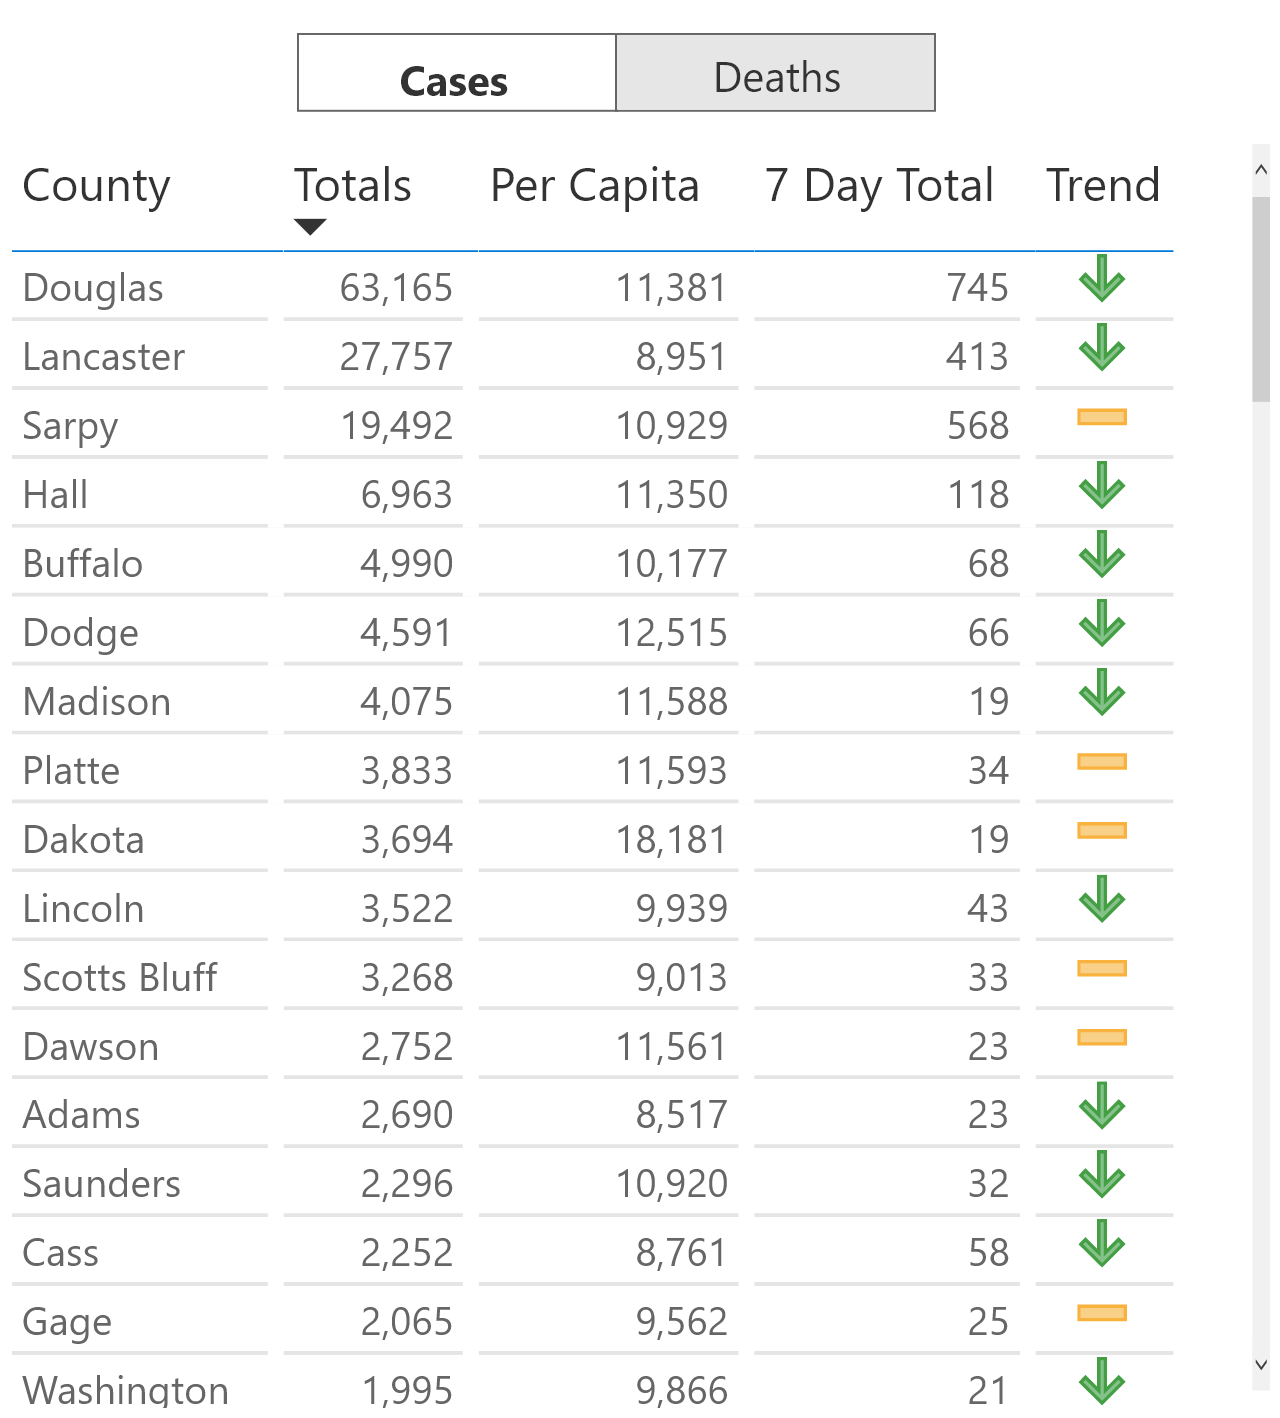 Cases Deaths
County Totals Per Capita 7 Day Total Trend
Douglas 63,165 11,381 745
Lancaster 27,757 8,951 413
Sarpy 19,492 10,929 568
Hall 6,963 11,350 118
Buffalo 4,990 10,177 68
Dodge 4,591 12,515 66
Madison 4,075 11,588 19
Platte 3,833 11,593 34
Dakota 3,694 18,181 19
Lincoln 3,522 9,939 43
Scotts Bluff 3,268 9,013 33
Dawson 2,752 11,561 23
Adams 2,690 8,517 23
Saunders 2,296 10,920 32
Cass 2,252 8,761 58
Gage 2,065 9,562 25
Washington 1,995 9,866 21